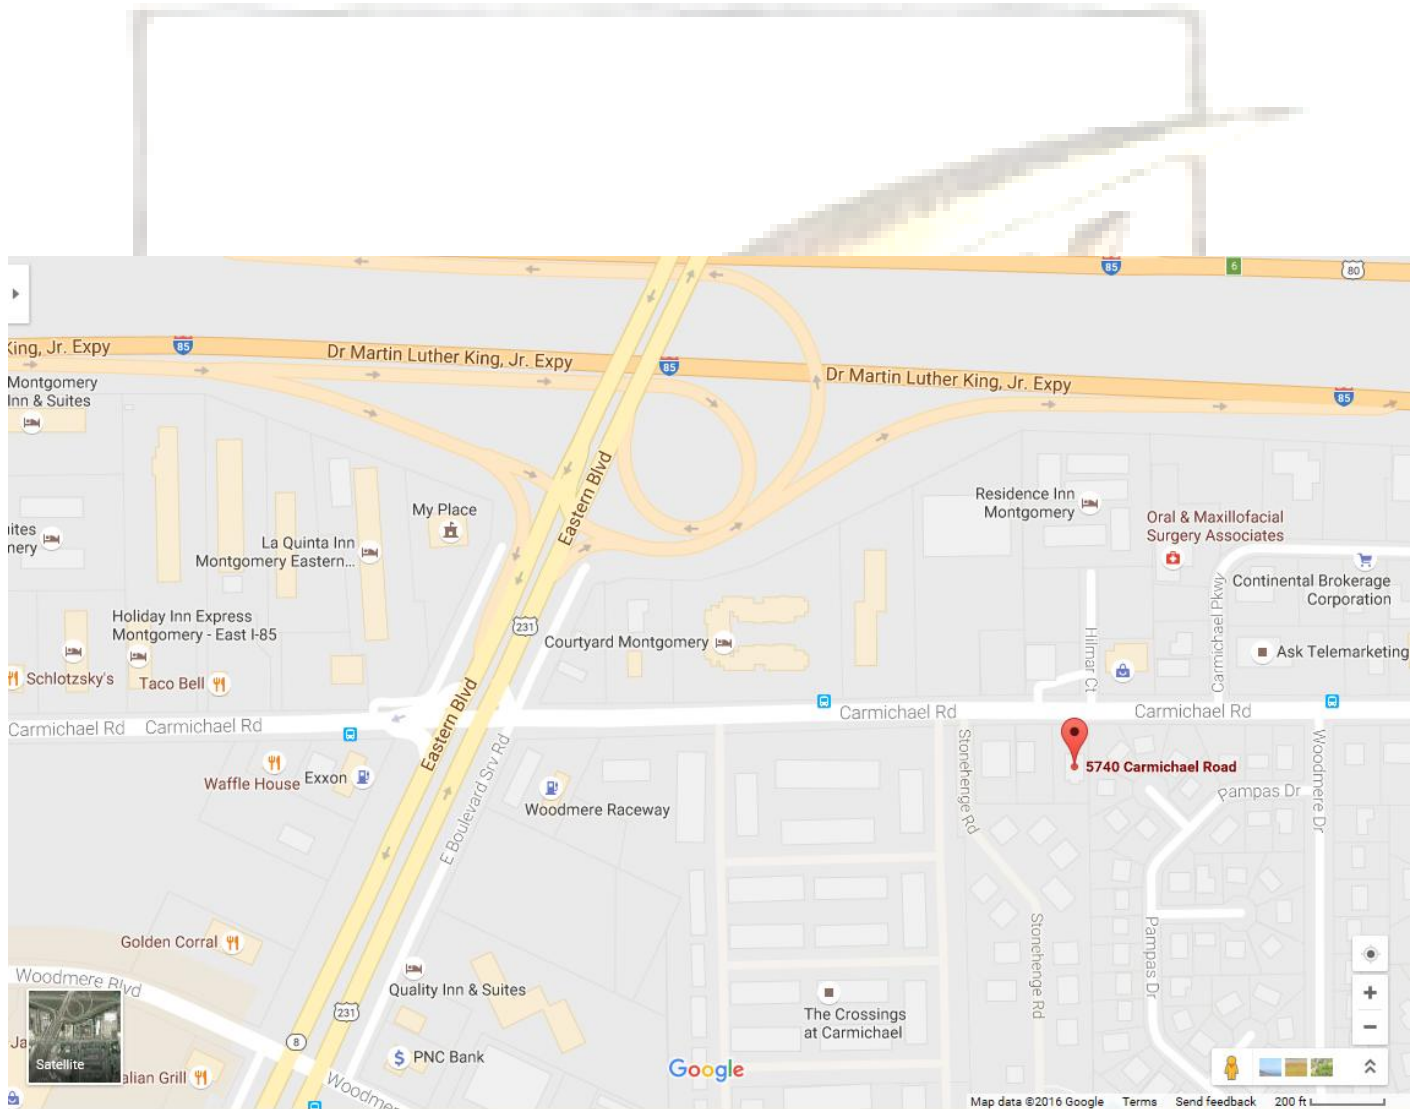 85
6
80
King, Jr. Expy
85
Dr Martin Luther King, Jr. Expy
85
Dr Martin Luther King, Jr. Expy
85
Montgomery
Inn & Suites
My Place
Eastern Blvd
Residence Inn
Montgomery
Oral & Maxillofacial
Surgery Associates
La Quinta Inn
Montgomery Eastern...
Continental Brokerage
Corporation
Carmichael Pkwy
Holiday Inn Express
Montgomery - East I-85
231
Courtyard Montgomery
Hilmar Ct
Ask Telemarketing
Schlotzsky's
Taco Bell
Eastern Blvd
Carmichael Rd
Carmichael Rd
Carmichael Rd
Carmichael Rd
Waffle House
Exxon
E Boulevard Srv Rd
Woodmere Raceway
Stonehenge Rd
5740 Carmichael Road
Pampas Dr
Woodmere Dr
Golden Corral
Stonehenge Rd
Pampas Dr
Woodmere Blvd
Quality Inn & Suites
231
The Crossings
at Carmichael
8
PNC Bank
Satellite
alian Grill
Google
Map data ©2016 Google Terms Send feedback 200 ft